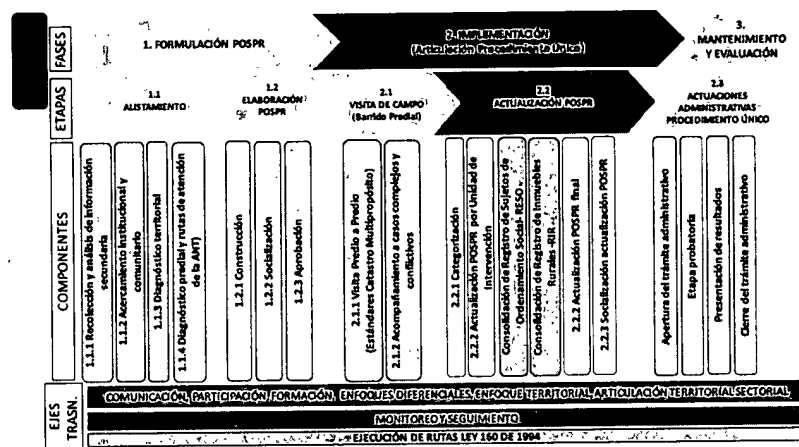 FASES
1. FORMULACIÓN POSPR
2. IMPLEMENTACIÓN
(Articulación Procedimiento Único)
3.
MANTENIMIENTO
Y EVALUACIÓN
ETAPAS
1.1
ALISTAMIENTO
1.2
ELABORACIÓN
POSPR
2.1
VISITA DE CAMPO
(Barrido Predial)
2.2
ACTUALIZACIÓN POSPR
2.3
ACTUACIONES
ADMINISTRATIVAS
PROCEDIMIENTO ÚNICO
COMPONENTES
1.1.1 Recolección y análisis de información
secundaria
1.1.2 Acercamiento institucional y
comunitario
1.1.3 Diagnóstico territorial
1.1.4 Diagnóstico predial y rutas de atención
de la ANT)
1.2.1 Construcción
1.2.2 Socialización
1.2.3 Aprobación
2.1.1 Visita Predio a Predio
(Estándares Catastro Multipropósito)
2.1.2 Acompañamiento a casos complejos y
conflictivos
2.2.1 Categorización
2.2.2 Actualización POSPR por Unidad de
Intervención
Consolidación de Registro de Sujetos de
Ordenamiento Social- RESO -
Consolidación de Registro de Inmuebles
Rurales -RIR-
2.2.2 Actualización POSPR final
2.2.3 Socialización actualización POSPR
Apertura del trámite administrativo
Etapa probatoria
Presentación de resultados
Cierre del trámite administrativo
EJES
TRASN.
COMUNICACIÓN, PARTICIPACIÓN, FORMACIÓN, ENFOQUES DIFERENCIALES, ENFOQUE TERRITORIAL, ARTICULACIÓN TERRITORIAL SECTORIAL
MONITOREO Y SEGUIMIENTO
EJECUCIÓN DE RUTAS LEY 160 DE 1994